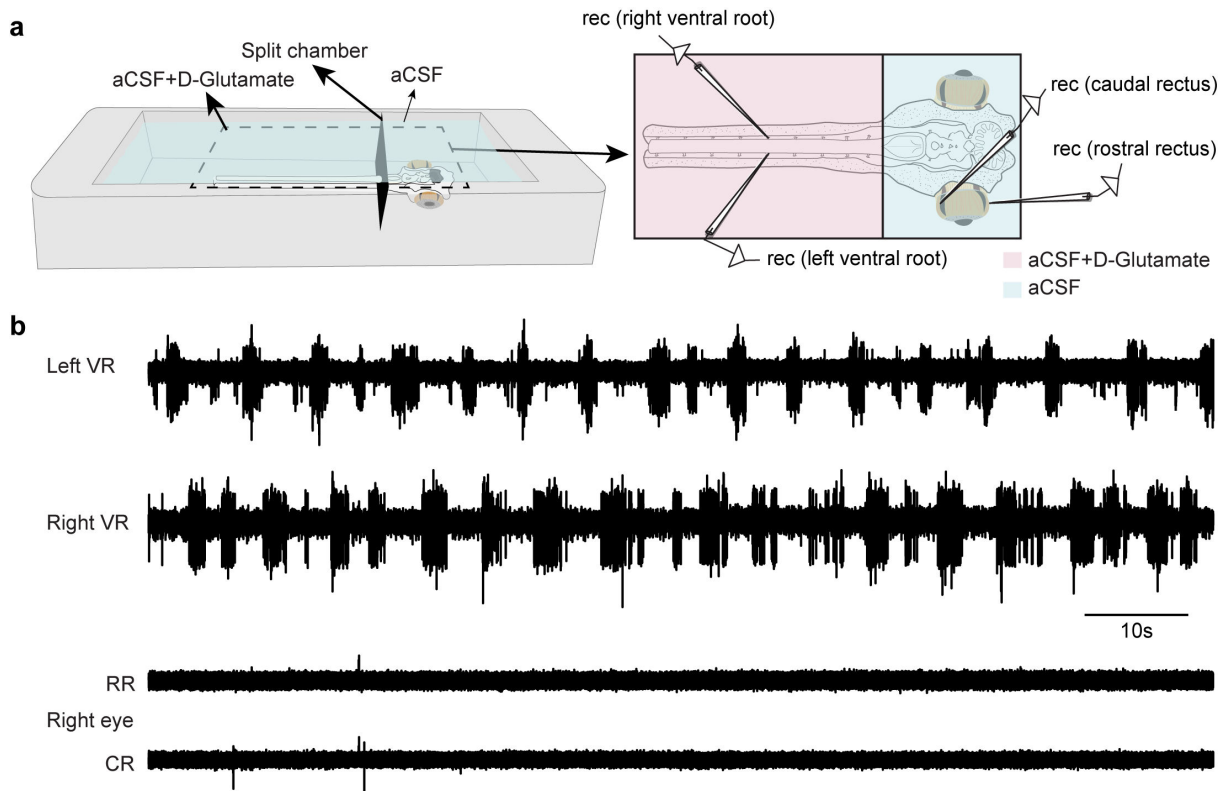 a
Split chamber
aCSF+D-Glutamate
aCSF
rec (right ventral root)
rec (caudal rectus)
rec (rostral rectus)
rec (left ventral root)
aCSF+D-Glutamate
aCSF
b
Left VR
Right VR
10s
RR
Right eye
CR